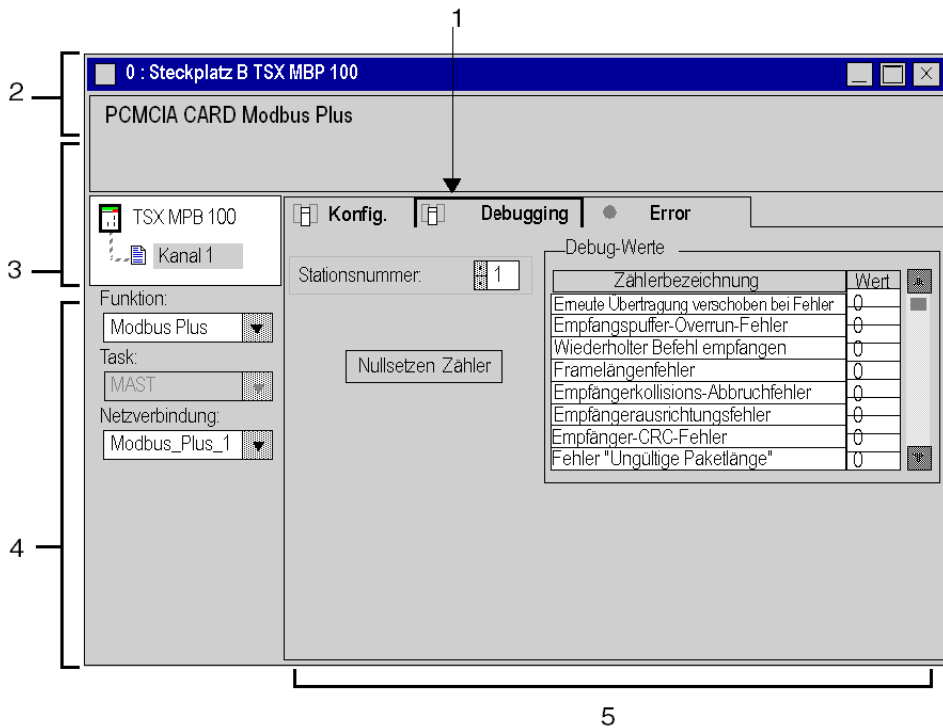 1
2
0 : Steckplatz B TSX MBP 100
PCMCIA CARD Modbus Plus
3
TSX MPB 100
Kanal 1
Konfig.
Debugging
Error
Stationsnummer:
1
Nullsetzen Zähler
Debug-Werte
Zählerbezeichnung Wert
Erneute Übertragung verschoben bei Fehler 0
Empfangspuffer-Overrun-Fehler 0
Wiederholter Befehl empfangen 0
Framelängenfehler 0
Empfängerkollisions-Abbruchfehler 0
Empfängerausrichtungsfehler 0
Empfänger-CRC-Fehler 0
Fehler "Ungültige Paketlänge" 0
4
Funktion:
Modbus Plus
Task:
MAST
Netzverbindung:
Modbus_Plus_1
5